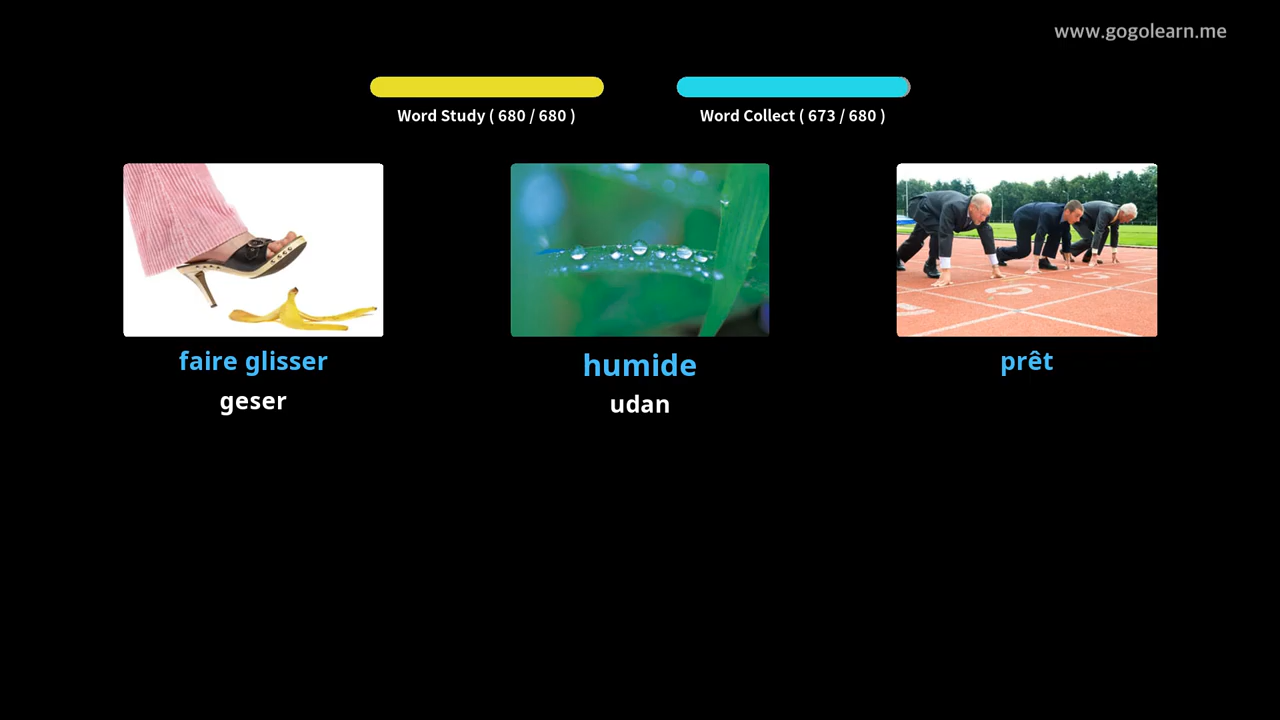 www.gogolearn.me
Word Study ( 680 / 680 )
Word Collect ( 673 / 680 )
faire glisser
geser
humide
udan
prêt